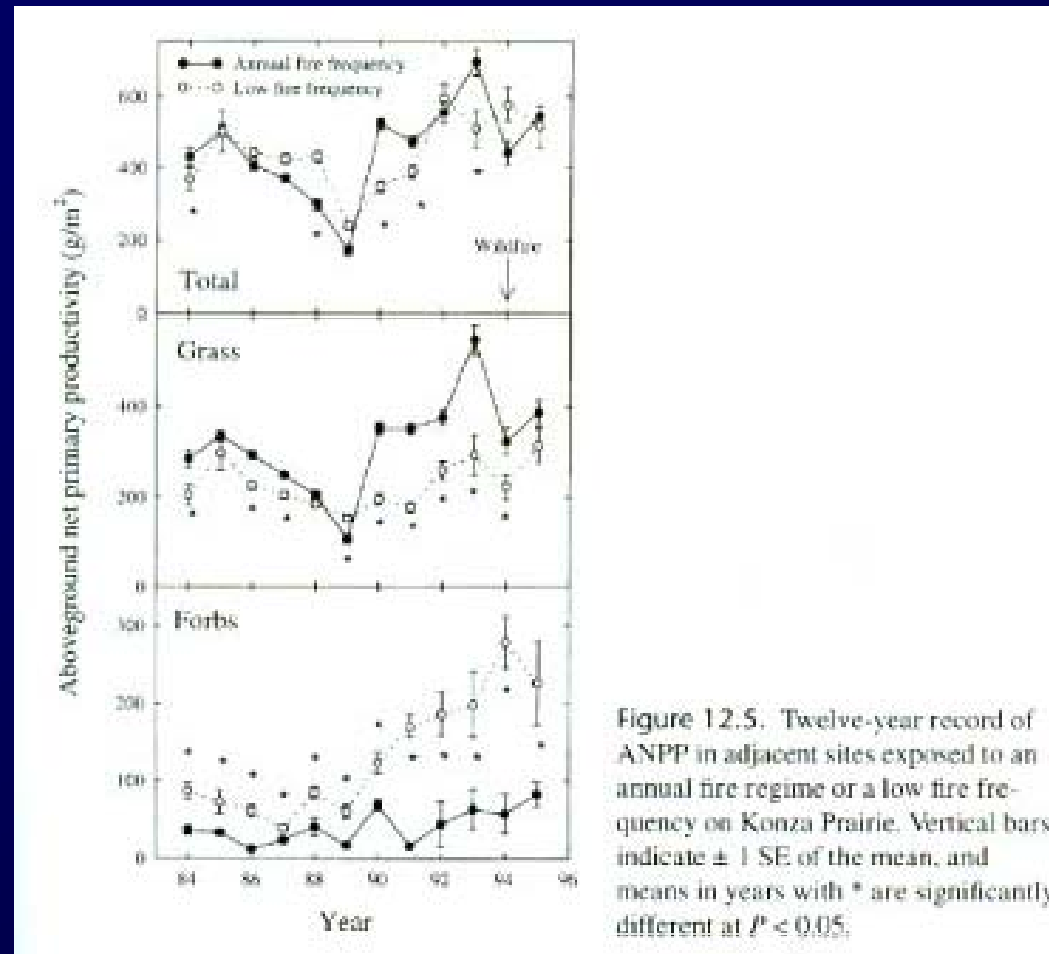 Annual fire frequency
Low fire frequency
600
400
200
0
Total
Wildfire
Grass
400
200
0
Forbs
300
200
100
0
84 86 88 90 92 94 96
Year
Aboveground net primary productivity (g/m²)
Figure 12.5. Twelve-year record of
ANPP in adjacent sites exposed to an
annual fire regime or a low fire fre-
quency on Konza Prairie. Vertical bars
indicate ± 1 SE of the mean, and
means in years with * are significantly
different at P < 0.05.